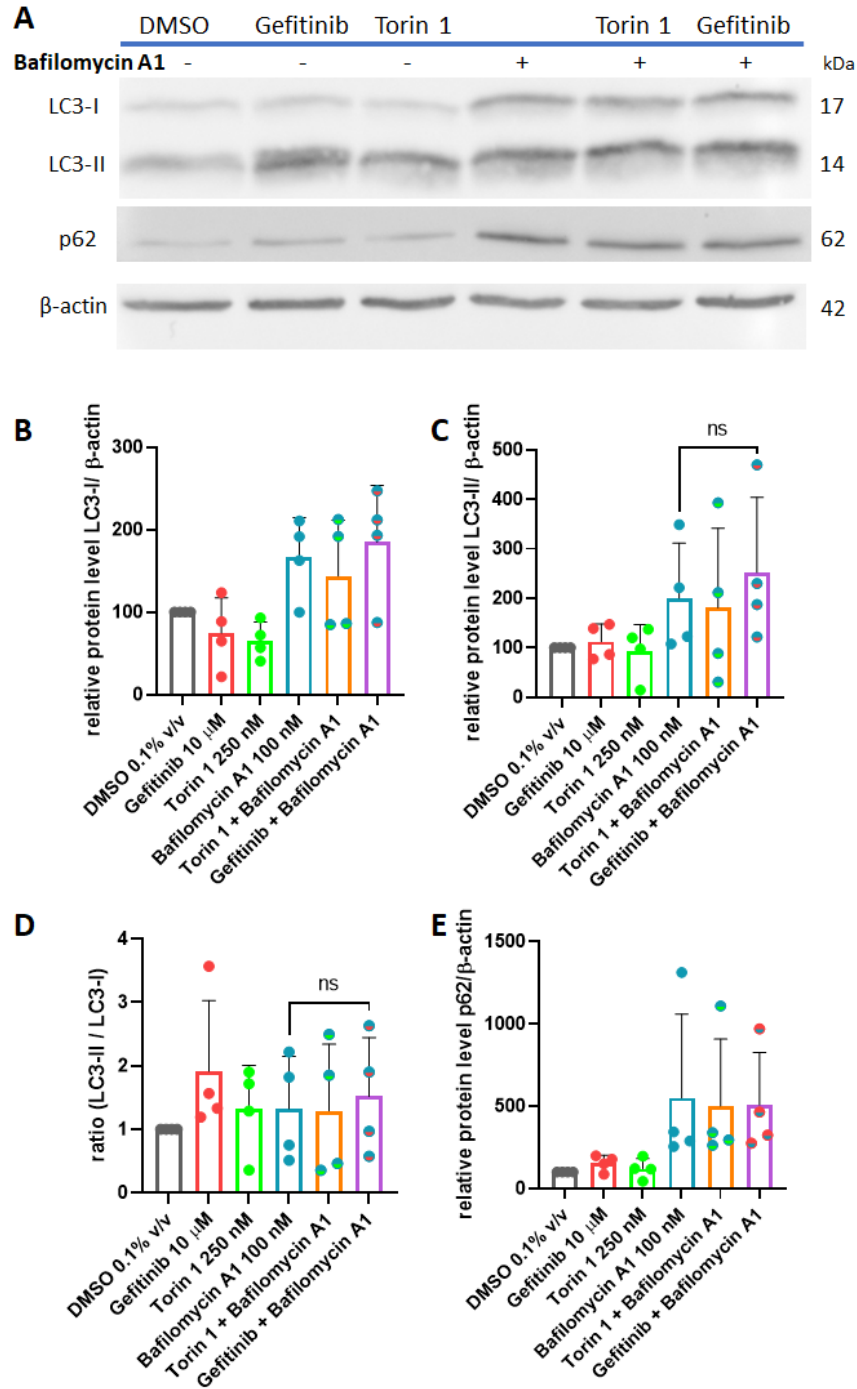 A
DMSO Gefitinib Torin 1 Torin 1 Gefitinib
Bafilomycin A1 - - - + + + kDa
LC3-I 17
LC3-II 14
p62 62
β-actin 42
B
relative protein level LC3-I/ β-actin
300
200
100
0
DMSO 0.1% v/v
Gefitinib 10 μM
Torin 1 250 nM
Bafilomycin A1 100 nM
Torin 1 + Bafilomycin A1
Gefitinib + Bafilomycin A1
C
relative protein level LC3-II/ β-actin
500
400
300
200
100
0
ns
DMSO 0.1% v/v
Gefitinib 10 μM
Torin 1 250 nM
Bafilomycin A1 100 nM
Torin 1 + Bafilomycin A1
Gefitinib + Bafilomycin A1
D
ratio (LC3-II / LC3-I)
4
3
2
1
0
ns
DMSO 0.1% v/v
Gefitinib 10 μM
Torin 1 250 nM
Bafilomycin A1 100 nM
Torin 1 + Bafilomycin A1
Gefitinib + Bafilomycin A1
E
relative protein level p62/β-actin
1500
1000
500
0
DMSO 0.1% v/v
Gefitinib 10 μM
Torin 1 250 nM
Bafilomycin A1 100 nM
Torin 1 + Bafilomycin A1
Gefitinib + Bafilomycin A1